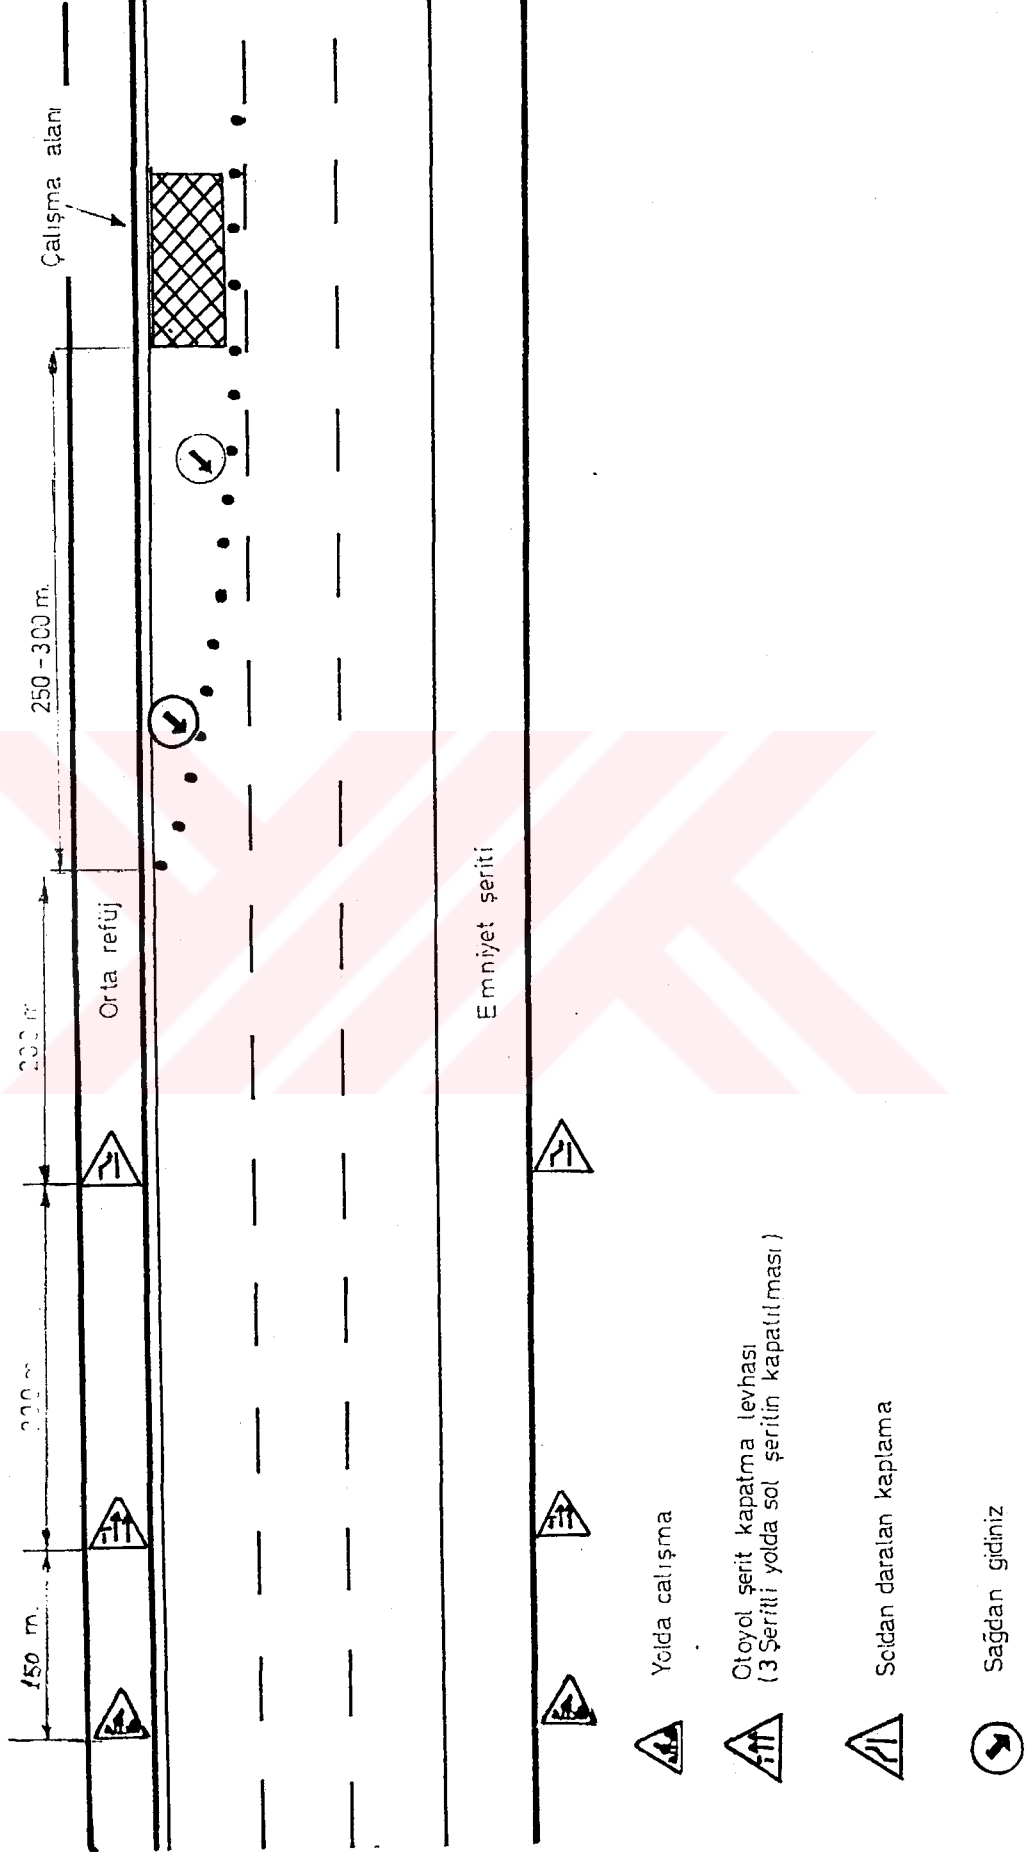 Çalışma alanı
250-300 m.
Orta refüj
150 m.
Emniyet şeriti
Yolda calışma
Otoyol şerit kapatma levhası
(3 Şeritli yolda sol şeritin kapatılması)
Soldan daralan kaplama
Sağdan gidiniz